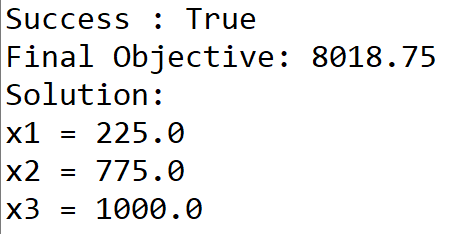 Success : True
Final Objective: 8018.75
Solution:
x1 = 225.0
x2 = 775.0
x3 = 1000.0